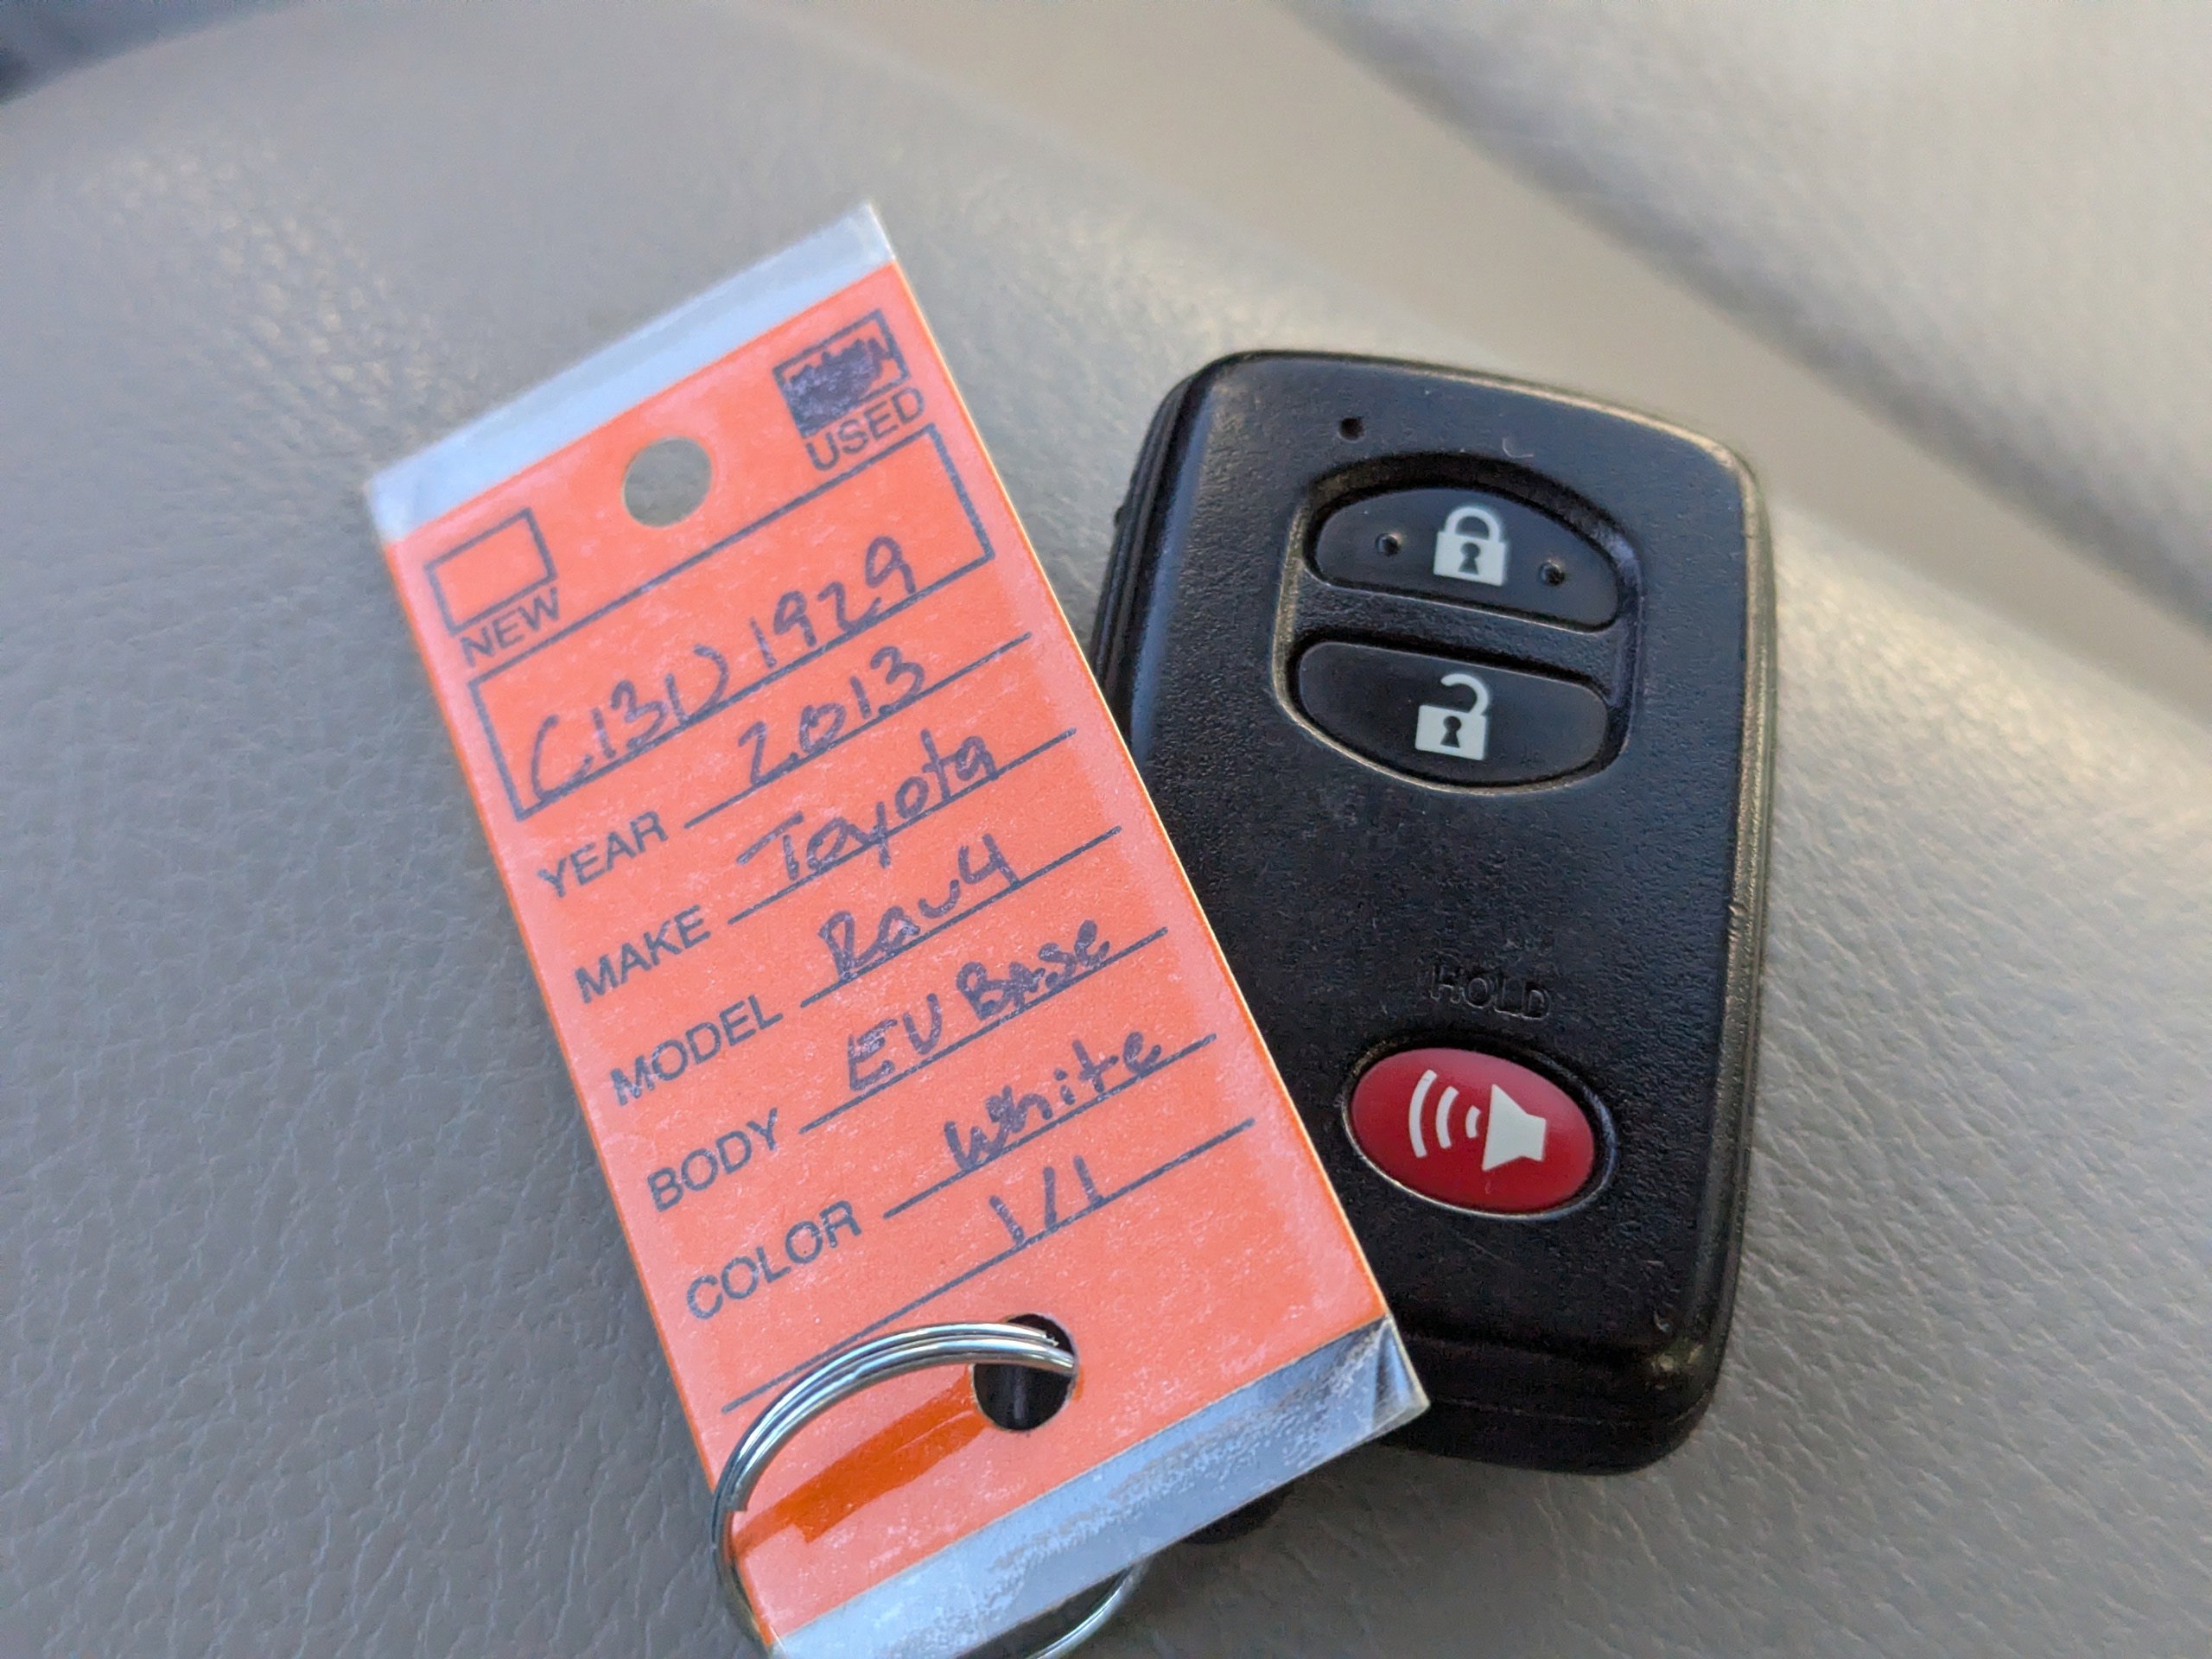 NEW USED
C13D1929
YEAR 2013
MAKE Toyota
MODEL Rav4
BODY EV Base
COLOR White
1/1
HOLD